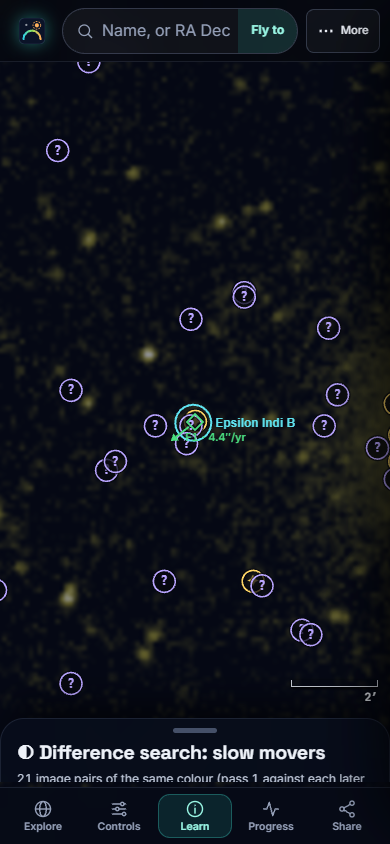 Name, or RA Dec
Fly to
··· More
?
?
?
?
?
?
?
?
?
?
Epsilon Indi B
4.4″/yr
?
?
?
?
?
?
?
?
?
2′
Difference search: slow movers
21 image pairs of the same colour (pass 1 against each later
Explore
Controls
Learn
Progress
Share